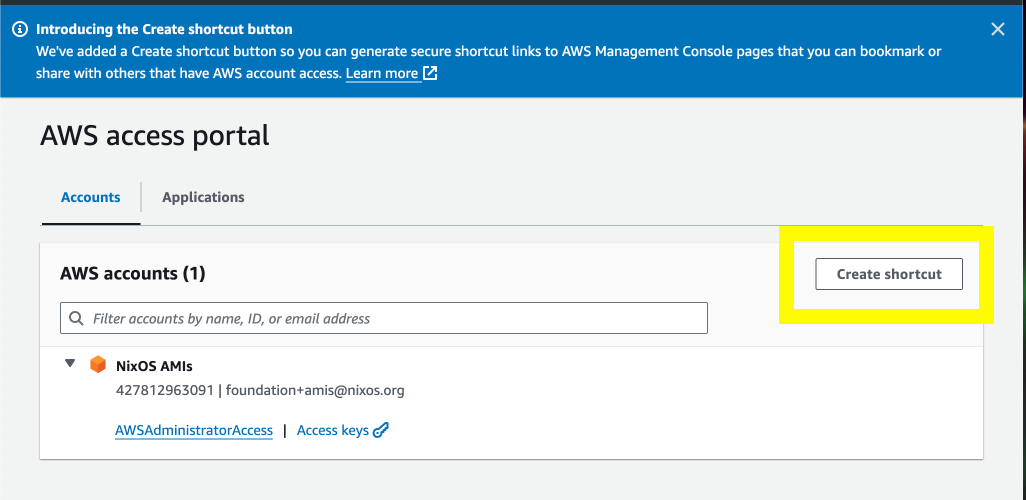 Introducing the Create shortcut button
We've added a Create shortcut button so you can generate secure shortcut links to AWS Management Console pages that you can bookmark or
share with others that have AWS account access. Learn more
AWS access portal
Accounts
Applications
AWS accounts (1)
Create shortcut
Filter accounts by name, ID, or email address
NixOS AMIs
427812963091 | foundation+amis@nixos.org
AWSAdministratorAccess | Access keys